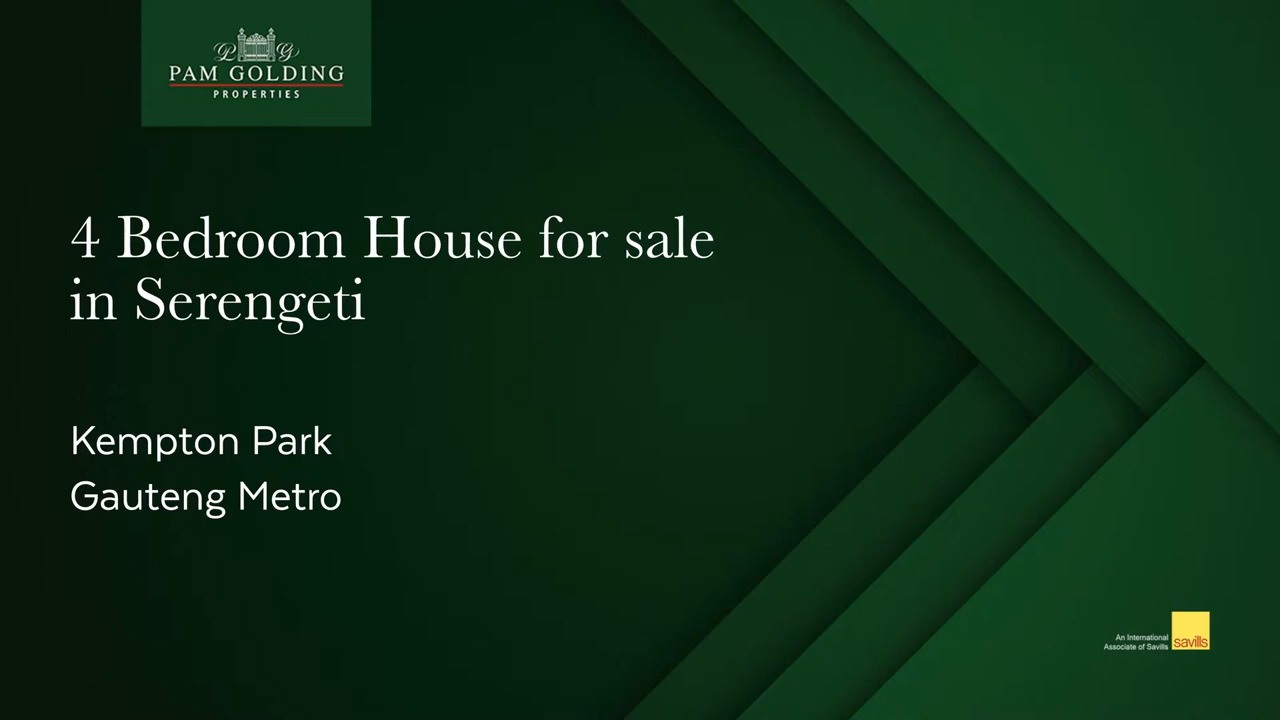 P G
PAM GOLDING
PROPERTIES
4 Bedroom House for sale
in Serengeti
Kempton Park
Gauteng Metro
An International
Associate of Savills
savills